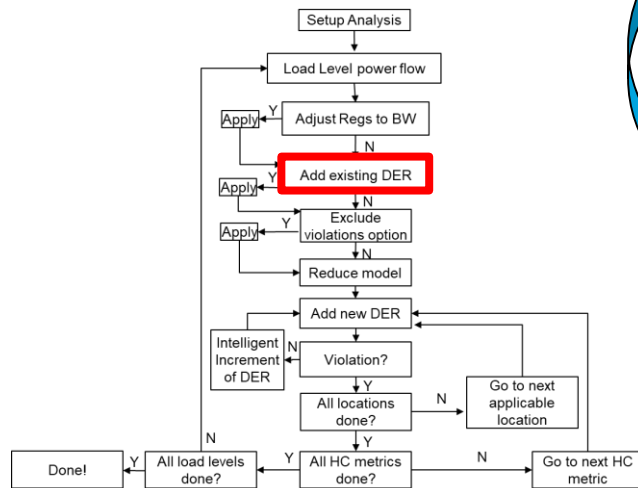 Setup Analysis
Load Level power flow
Apply
Y
Adjust Regs to BW
N
Add existing DER
Y
Apply
N
Exclude
violations option
Y
Apply
N
Reduce model
Add new DER
Intelligent
Increment
of DER
N
Violation?
Y
All locations
done?
N
Go to next
applicable
location
Y
N
Done!
Y
All load levels
done?
Y
All HC metrics
done?
N
Go to next HC
metric